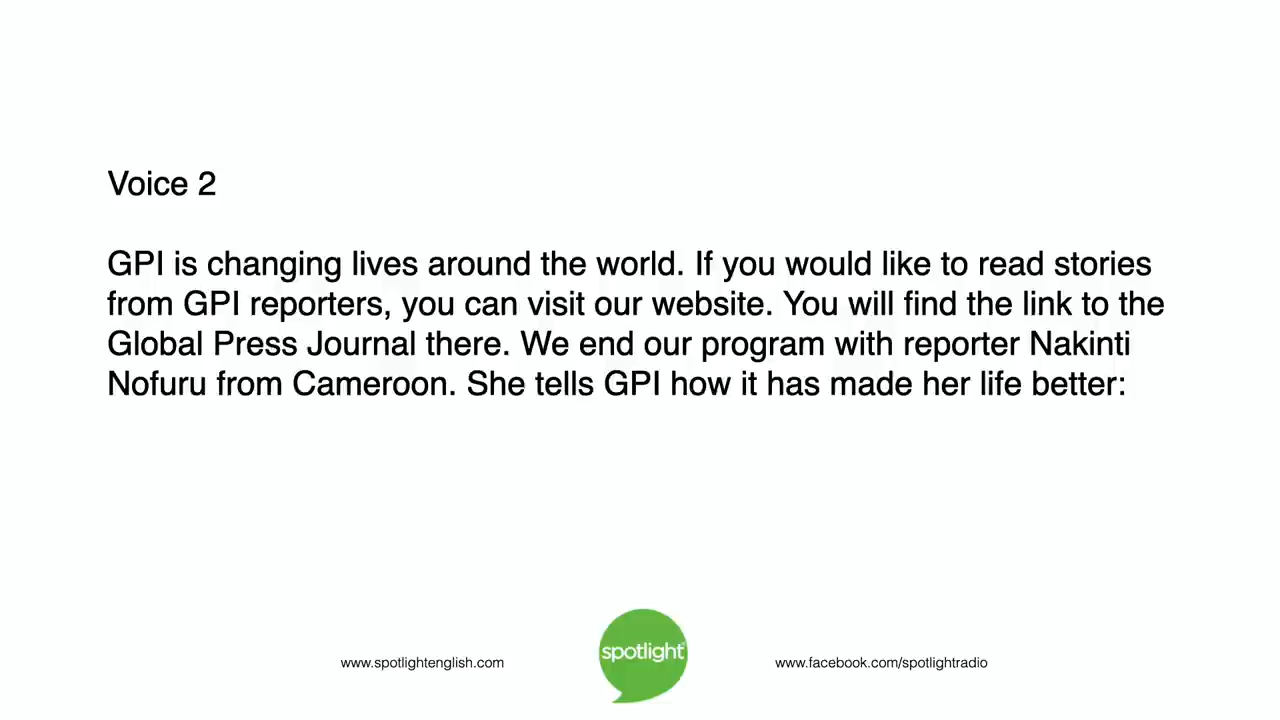 Voice 2
GPI is changing lives around the world. If you would like to read stories
from GPI reporters, you can visit our website. You will find the link to the
Global Press Journal there. We end our program with reporter Nakinti
Nofuru from Cameroon. She tells GPI how it has made her life better:
www.spotlightenglish.com
spotlight
www.facebook.com/spotlightradio